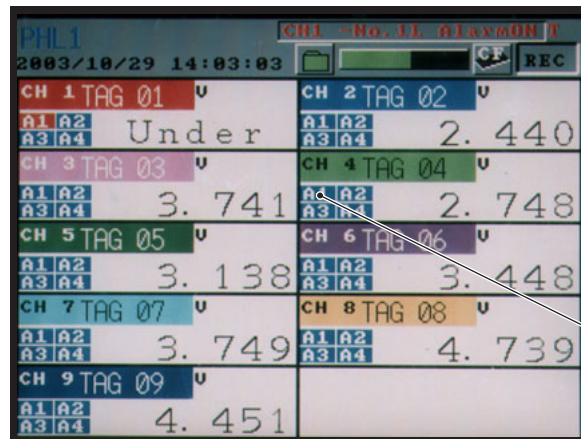 PHL1
CH1 -No.1L AlarmON T
2003/10/29 14:03:03
CF
REC
CH 1 TAG 01 V
A1 A2
A3 A4
Under
CH 2 TAG 02 V
A1 A2
A3 A4
2. 440
CH 3 TAG 03 V
A1 A2
A3 A4
3. 741
CH 4 TAG 04 V
A1 A2
A3 A4
2. 748
CH 5 TAG 05 V
A1 A2
A3 A4
3. 138
CH 6 TAG 06 V
A1 A2
A3 A4
3. 448
CH 7 TAG 07 V
A1 A2
A3 A4
3. 749
CH 8 TAG 08 V
A1 A2
A3 A4
4. 739
CH 9 TAG 09 V
A1 A2
A3 A4
4. 451